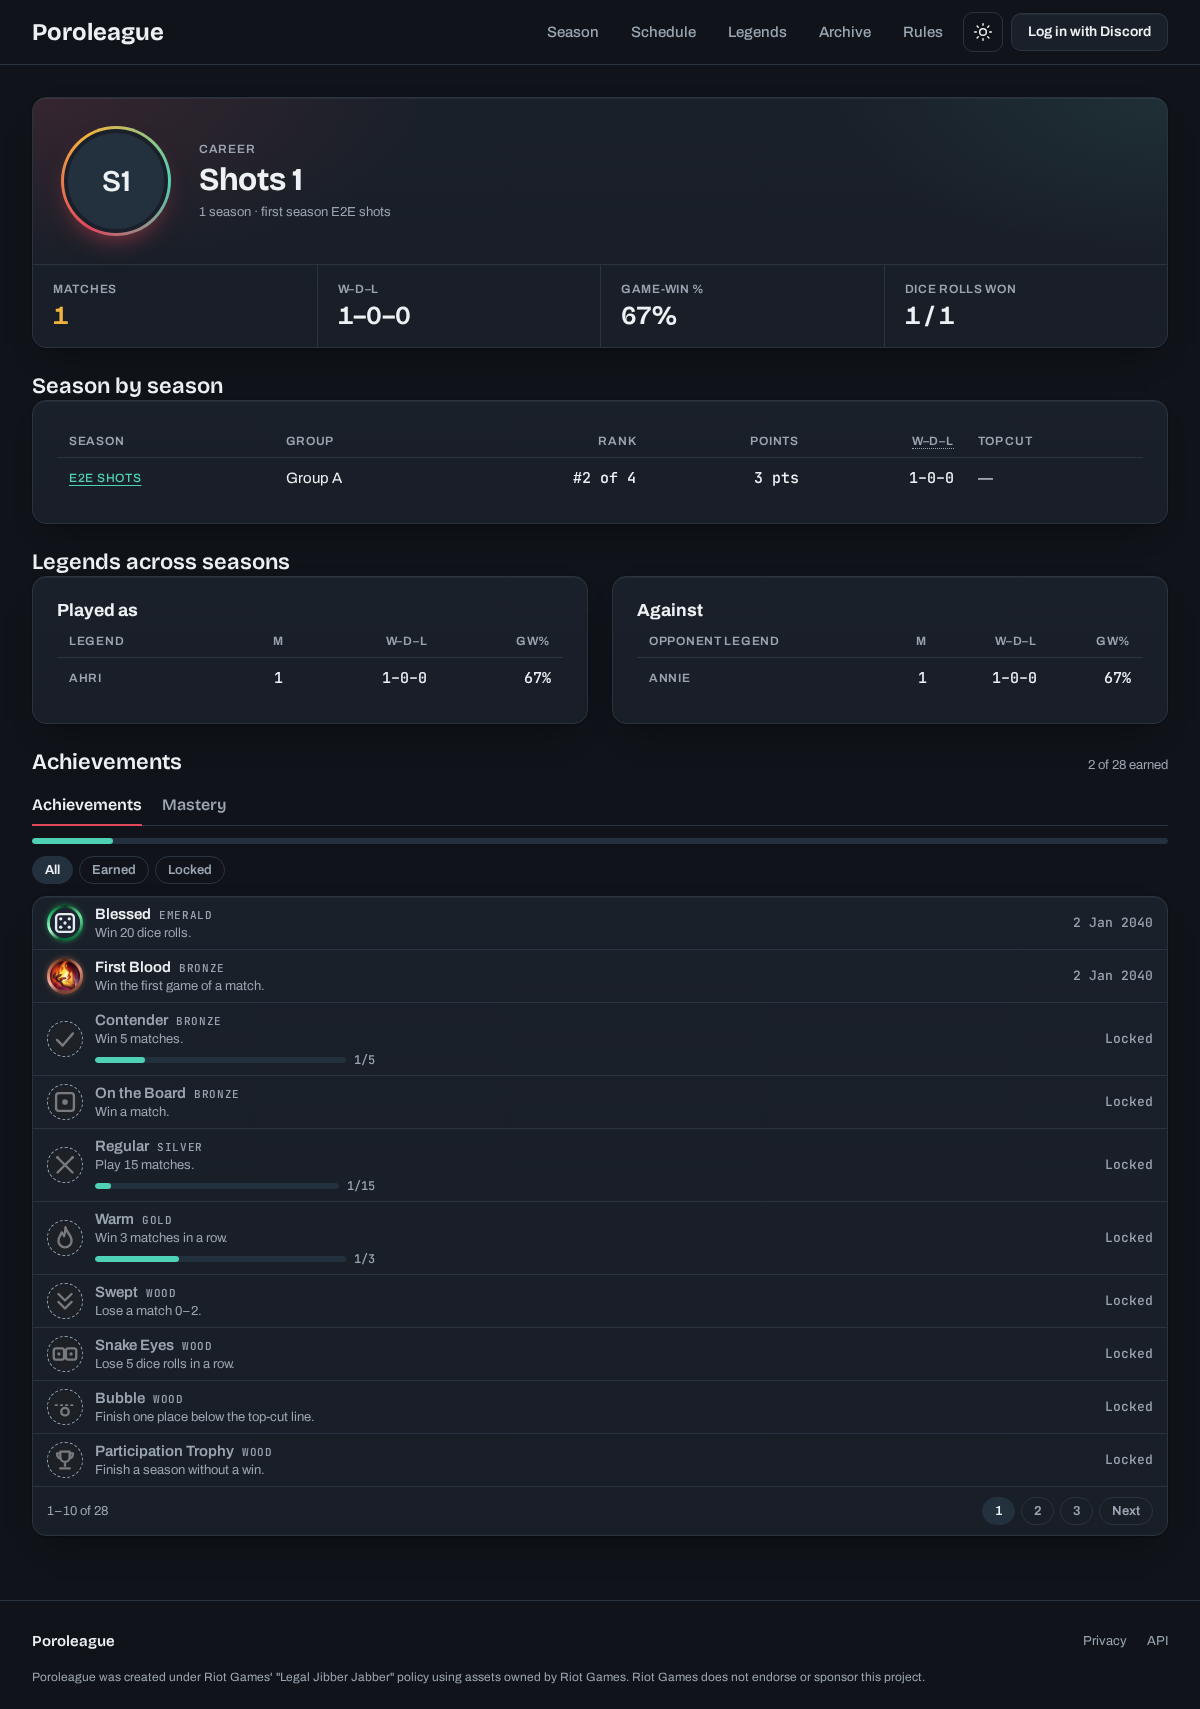 Poroleague
Season Schedule Legends Archive Rules Log in with Discord
S1
CAREER
Shots 1
1 season · first season E2E shots
MATCHES W–D–L GAME-WIN % DICE ROLLS WON
1 1–0–0 67% 1 / 1
Season by season
SEASON GROUP RANK POINTS W–D–L TOP CUT
E2E SHOTS Group A #2 of 4 3 pts 1–0–0 —
Legends across seasons
Played as
LEGEND M W–D–L GW%
AHRI 1 1–0–0 67%
Against
OPPONENT LEGEND M W–D–L GW%
ANNIE 1 1–0–0 67%
Achievements
2 of 28 earned
Achievements Mastery
All Earned Locked
Blessed EMERALD
Win 20 dice rolls.
2 Jan 2040
First Blood BRONZE
Win the first game of a match.
2 Jan 2040
Contender BRONZE
Win 5 matches.
1/5
Locked
On the Board BRONZE
Win a match.
Locked
Regular SILVER
Play 15 matches.
1/15
Locked
Warm GOLD
Win 3 matches in a row.
1/3
Locked
Swept WOOD
Lose a match 0–2.
Locked
Snake Eyes WOOD
Lose 5 dice rolls in a row.
Locked
Bubble WOOD
Finish one place below the top-cut line.
Locked
Participation Trophy WOOD
Finish a season without a win.
Locked
1–10 of 28
1 2 3 Next
Poroleague
Privacy API
Poroleague was created under Riot Games' "Legal Jibber Jabber" policy using assets owned by Riot Games. Riot Games does not endorse or sponsor this project.